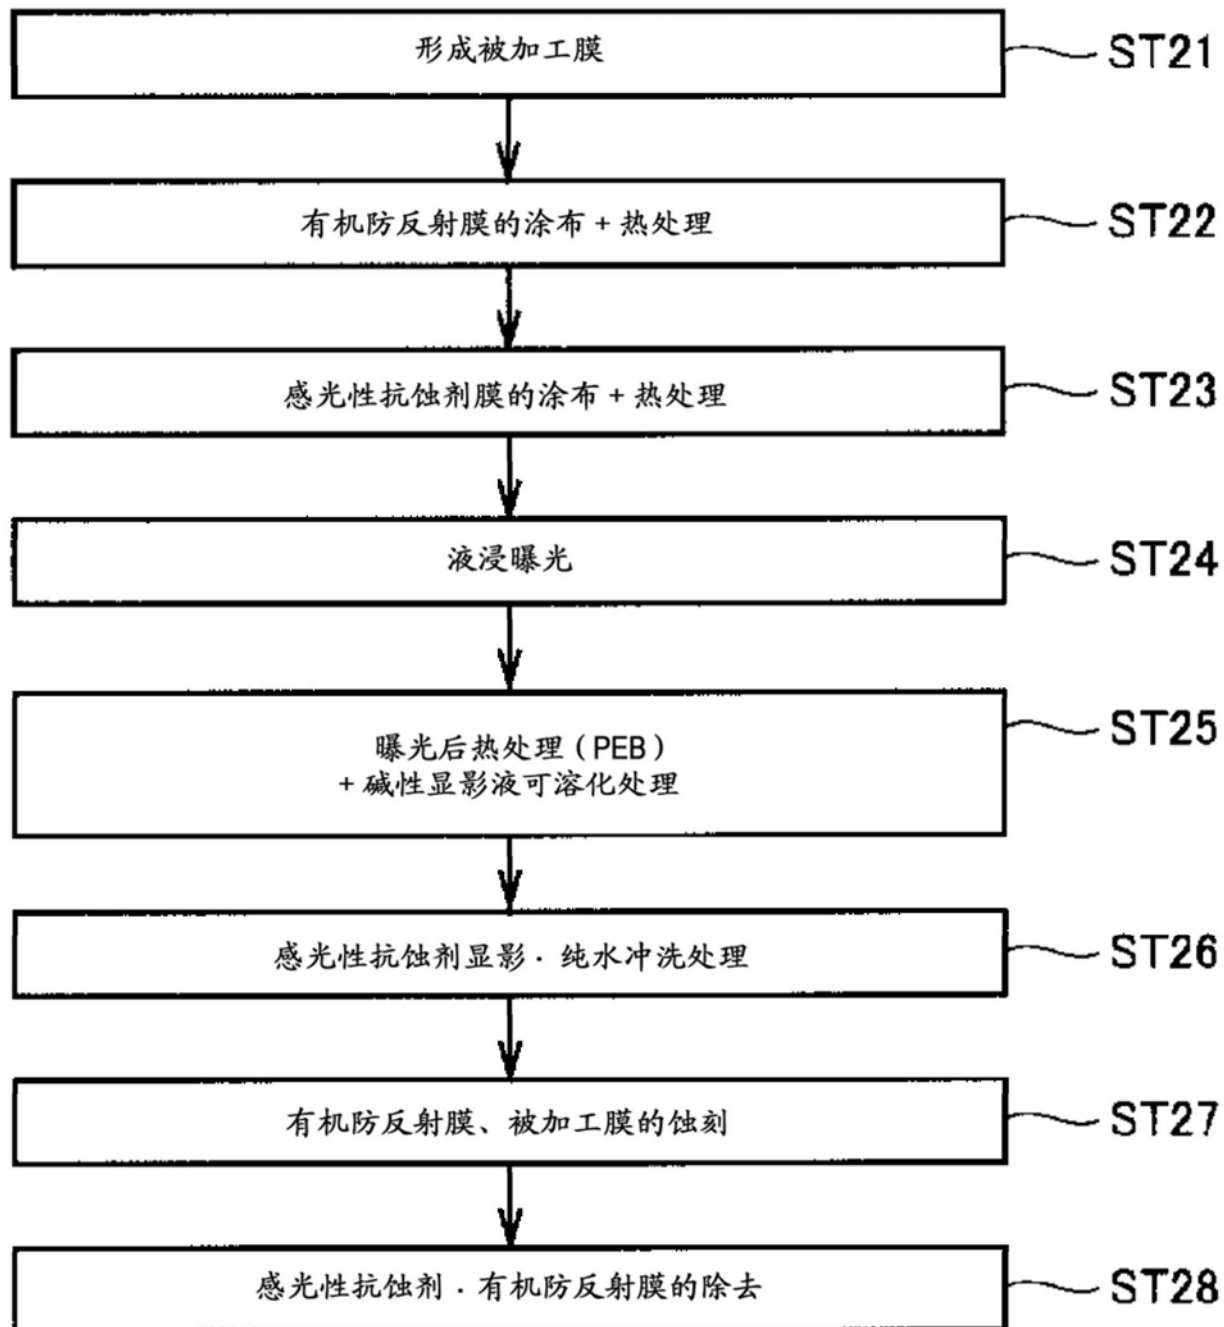 形成被加工膜
ST21
有机防反射膜的涂布 + 热处理
ST22
感光性抗蚀剂膜的涂布 + 热处理
ST23
液浸曝光
ST24
曝光后热处理 ( PEB )
+ 碱性显影液可溶化处理
ST25
感光性抗蚀剂显影 · 纯水冲洗处理
ST26
有机防反射膜、被加工膜的蚀刻
ST27
感光性抗蚀剂 · 有机防反射膜的除去
ST28